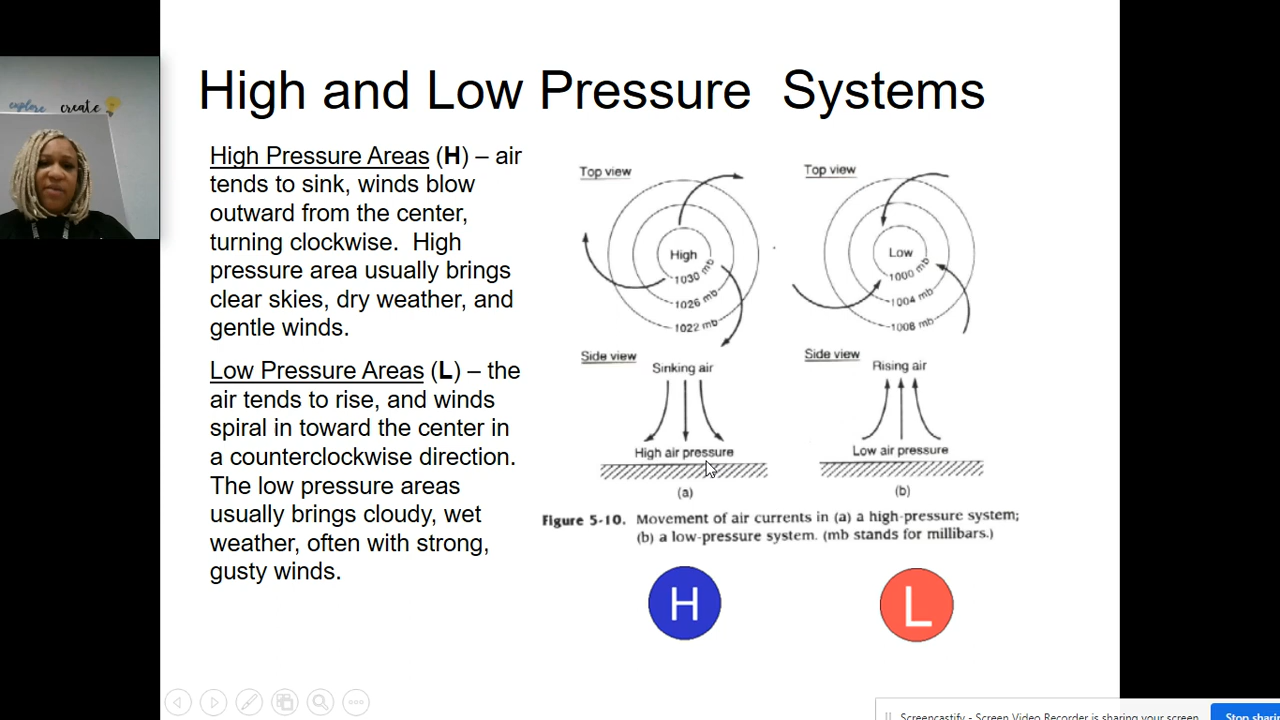 explore create
High and Low Pressure Systems
High Pressure Areas (H) – air
tends to sink, winds blow
outward from the center,
turning clockwise. High
pressure area usually brings
clear skies, dry weather, and
gentle winds.
Low Pressure Areas (L) – the
air tends to rise, and winds
spiral in toward the center in
a counterclockwise direction.
The low pressure areas
usually brings cloudy, wet
weather, often with strong,
gusty winds.
Top view
High
1030 mb
1026 mb
1022 mb
Side view
Sinking air
High air pressure
(a)
Top view
Low
1000 mb
1004 mb
1008 mb
Side view
Rising air
Low air pressure
(b)
Figure 5-10. Movement of air currents in (a) a high-pressure system;
(b) a low-pressure system. (mb stands for millibars.)
H
L
Screencastify - Screen Video Recorder is sharing your screen.
Stop sharing